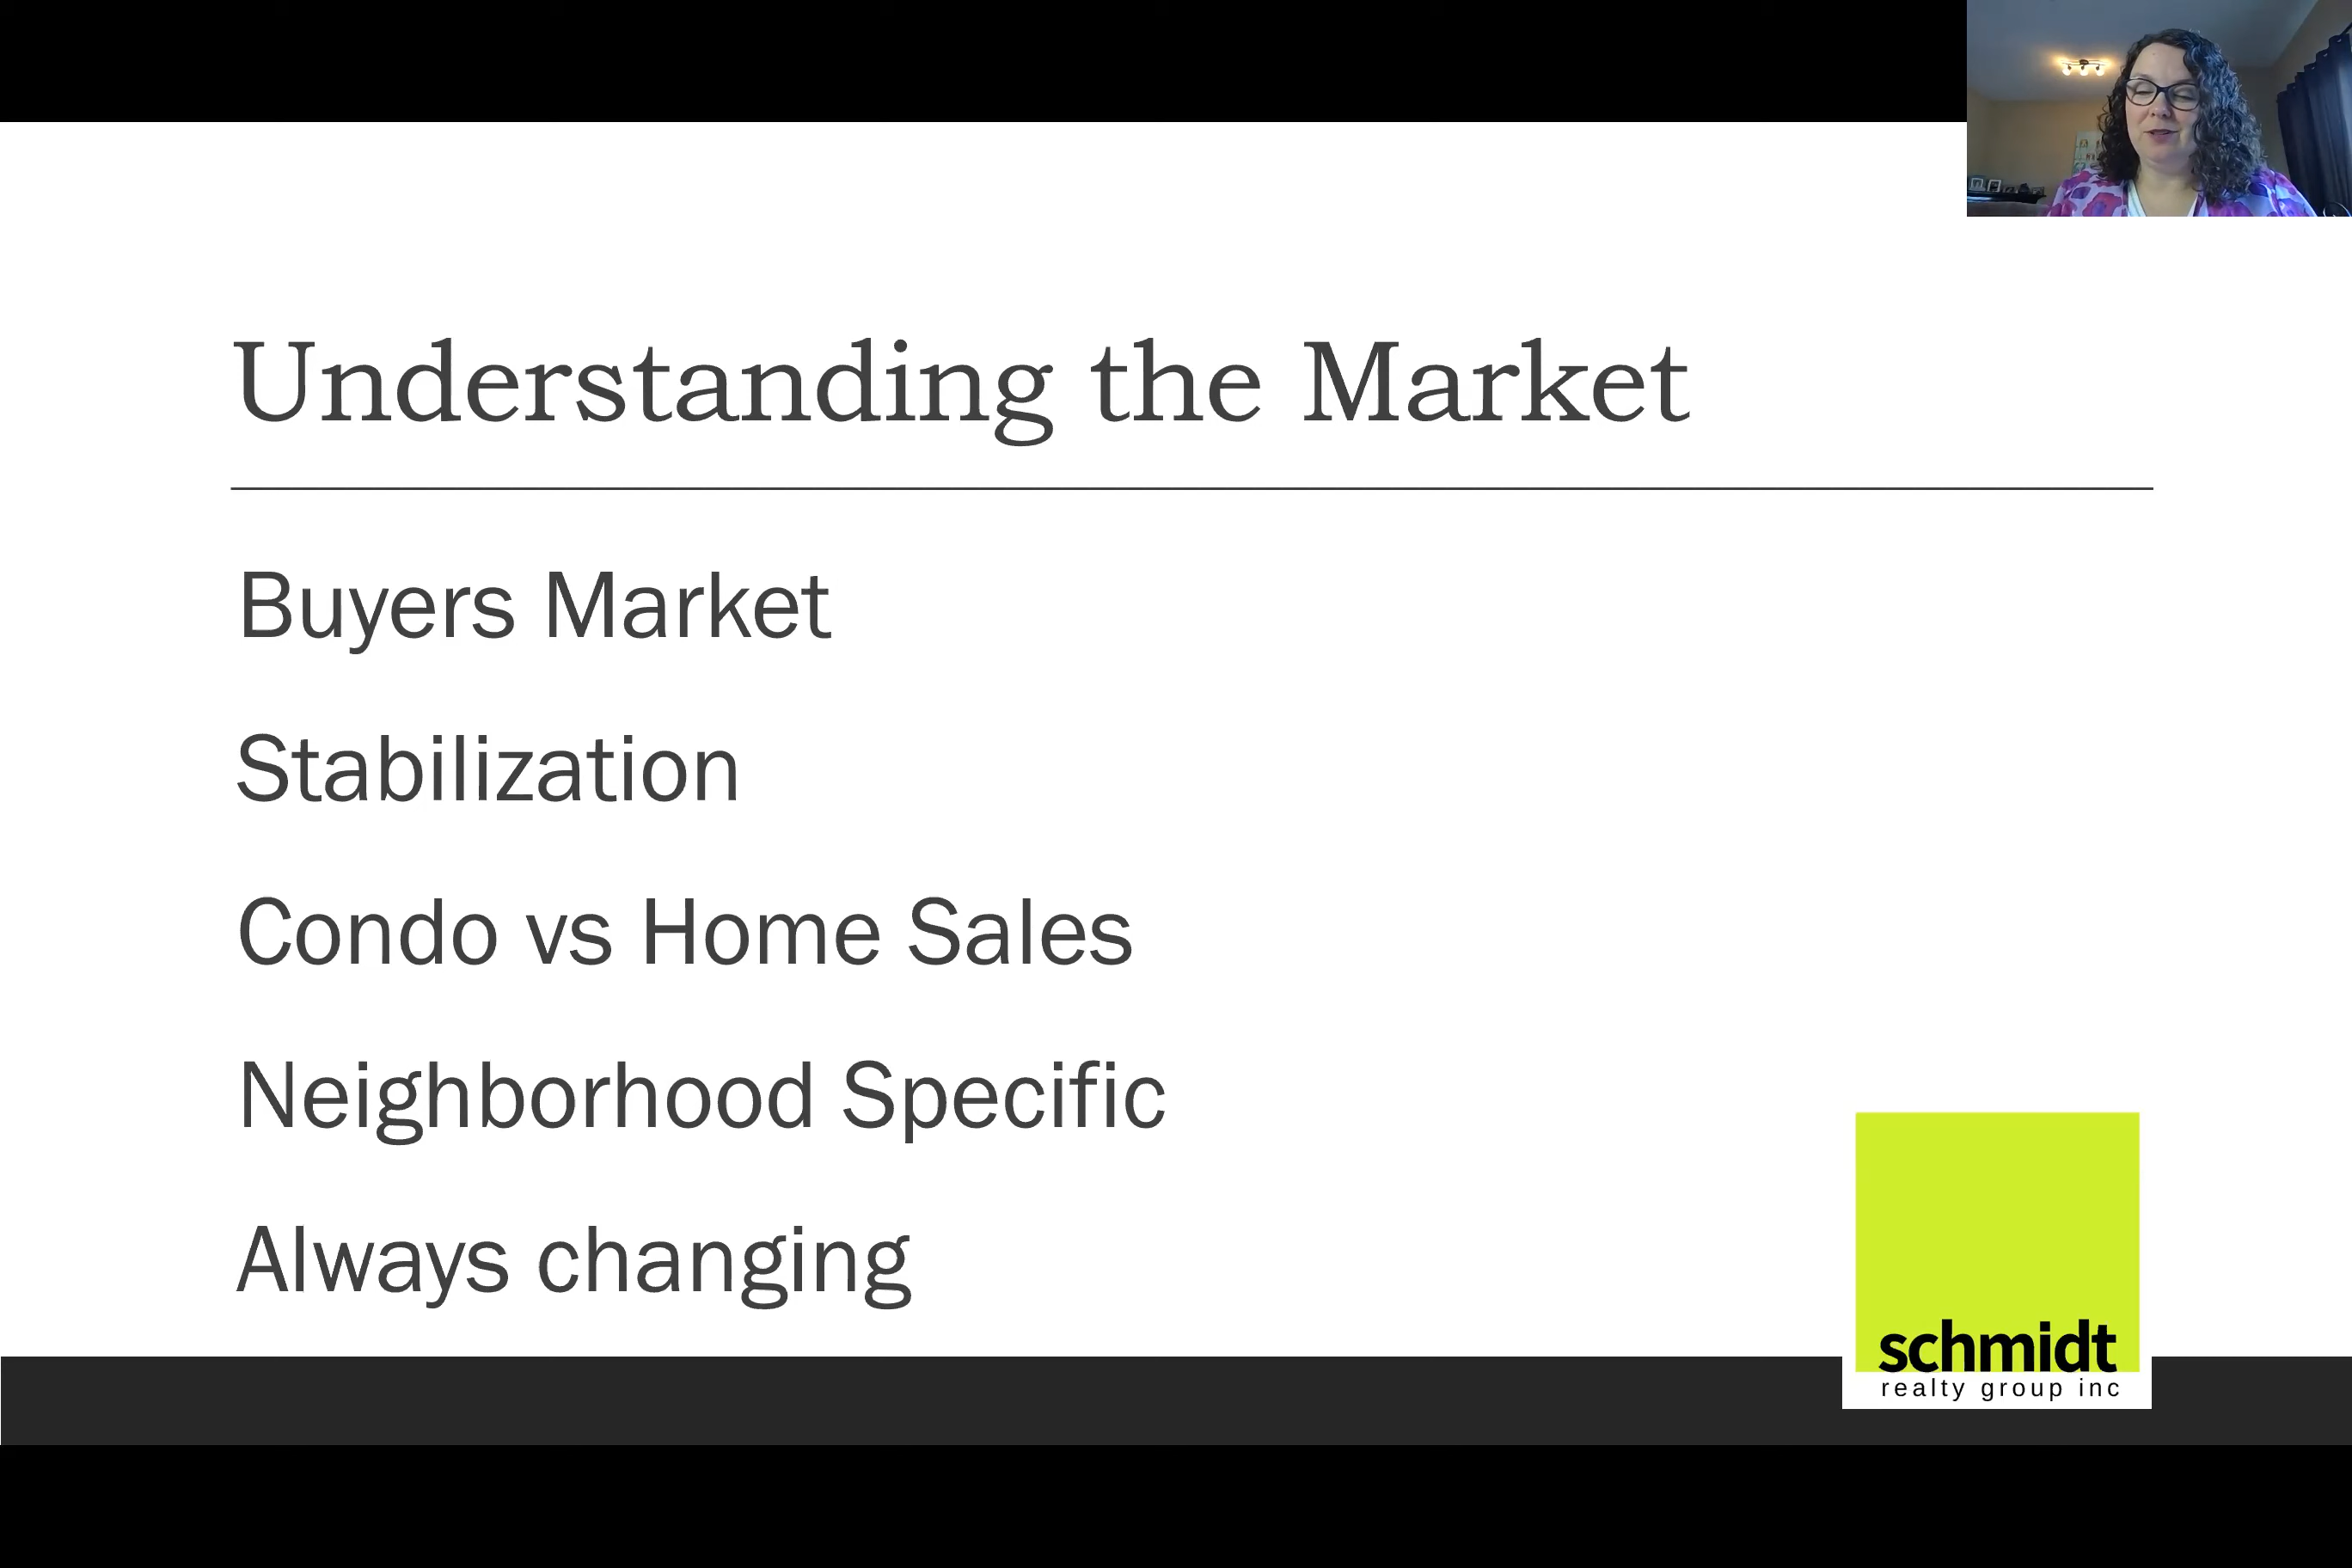 Understanding the Market
Buyers Market
Stabilization
Condo vs Home Sales
Neighborhood Specific
Always changing
schmidt
realty group inc